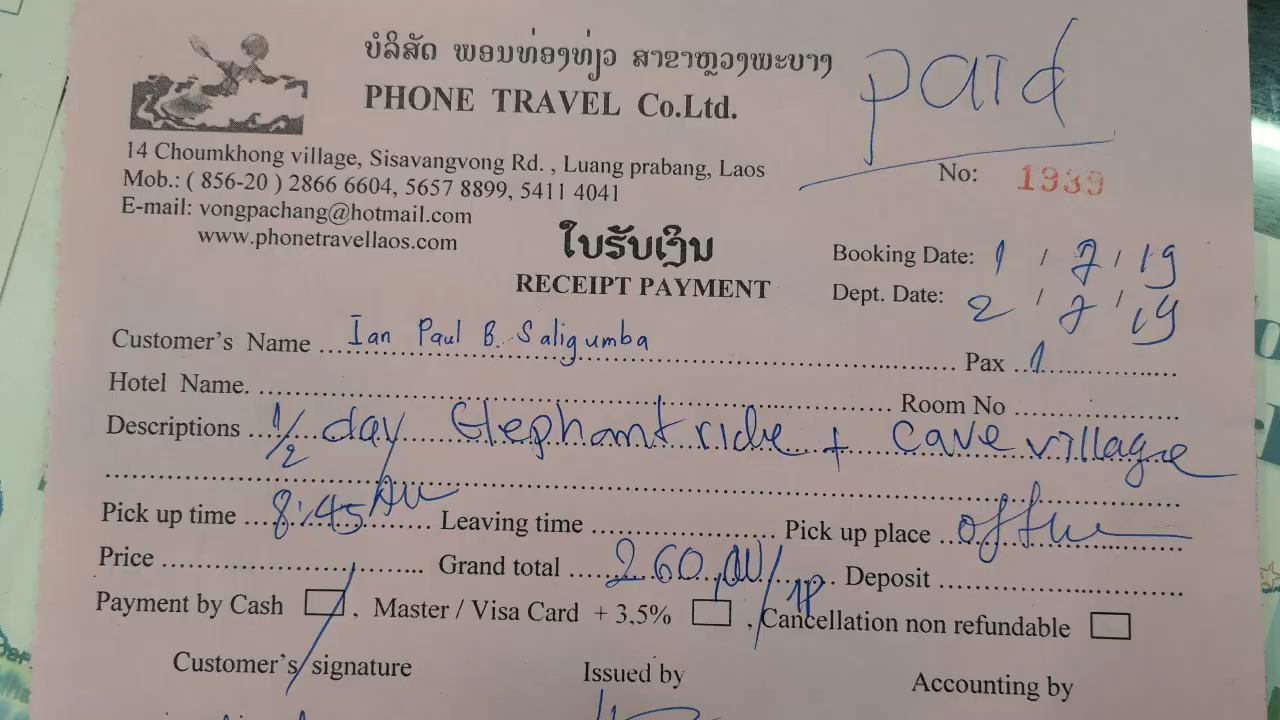 ບໍລິສັດ ພອນທ່ອງທ່ຽວ ສາຂາຫຼວງພະບາງ
PHONE TRAVEL Co.Ltd.
paid
14 Choumkhong village, Sisavangvong Rd. , Luang prabang, Laos
Mob.: ( 856-20 ) 2866 6604, 5657 8899, 5411 4041
No: 1939
E-mail: vongpachang@hotmail.com
www.phonetravellaos.com
ໃບຮັບເງິນ
RECEIPT PAYMENT
Booking Date: 1 / 7 / 19
Dept. Date: 2 / 7 / 19
Customer's Name Ian Paul B. Saligumba Pax 1
Hotel Name. Room No
Descriptions 1/2 day Elephant ride + cave village
Pick up time 8:45 AM Leaving time Pick up place office
Price Grand total 260,000/1P Deposit
Payment by Cash , Master / Visa Card + 3,5% , Cancellation non refundable
Customer's signature Issued by Accounting by